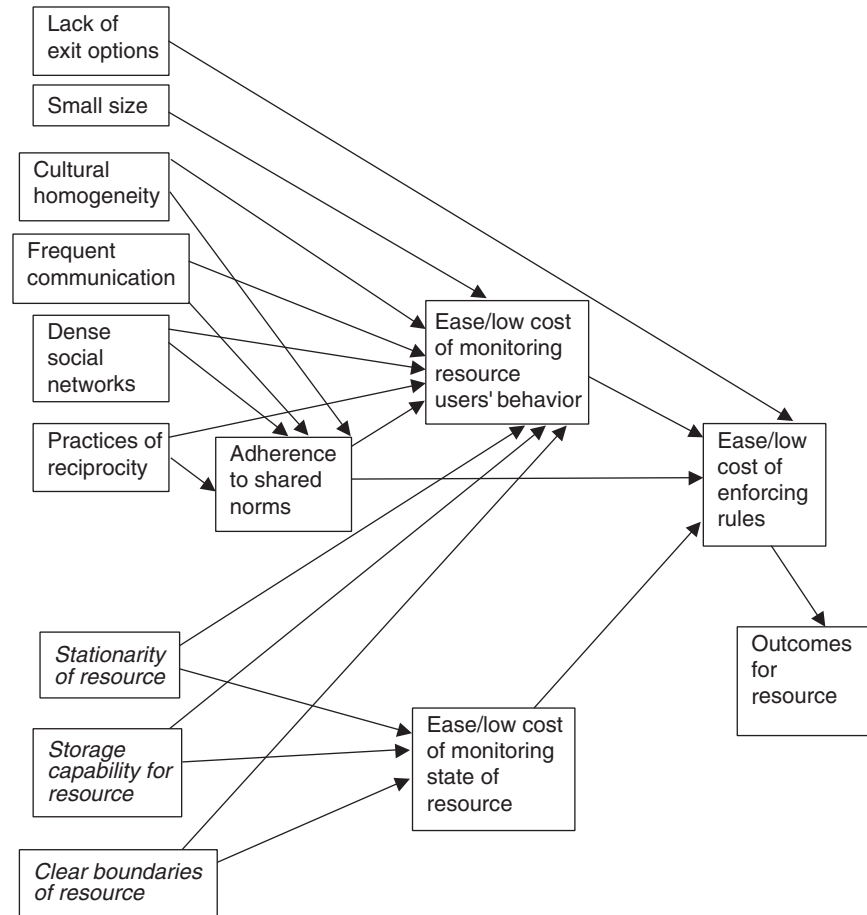 Lack of
exit options
Small size
Cultural
homogeneity
Frequent
communication
Dense
social
networks
Practices of
reciprocity
Adherence
to shared
norms
Ease/low cost
of monitoring
resource
users' behavior
Ease/low
cost of
enforcing
rules
Outcomes
for
resource
Stationarity
of resource
Storage
capability for
resource
Clear boundaries
of resource
Ease/low cost
of monitoring
state of
resource